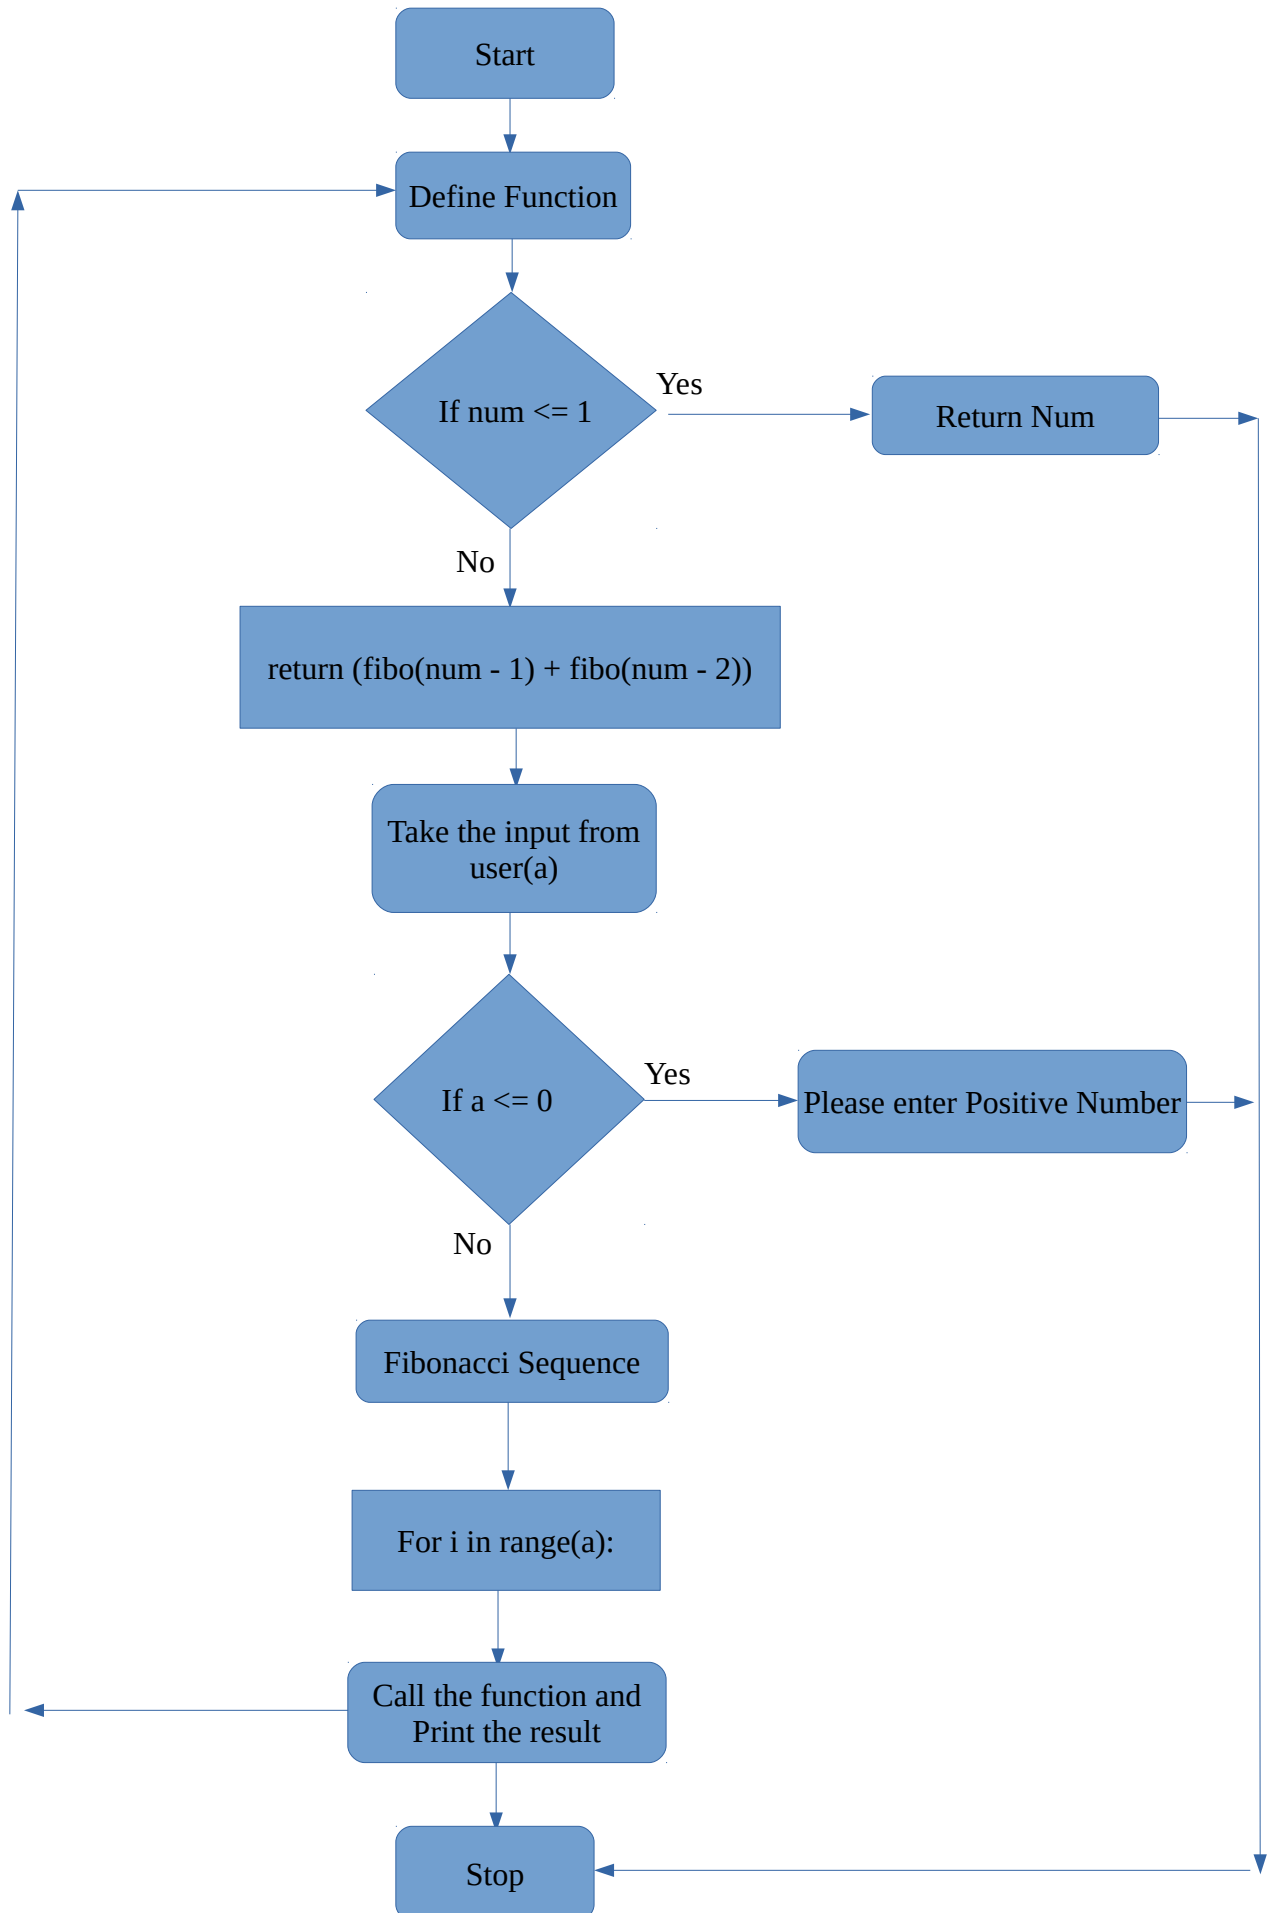 Start
Define Function
If num <= 1
Yes
Return Num
No
return (fibo(num - 1) + fibo(num - 2))
Take the input from
user(a)
If a <= 0
Yes
Please enter Positive Number
No
Fibonacci Sequence
For i in range(a):
Call the function and
Print the result
Stop